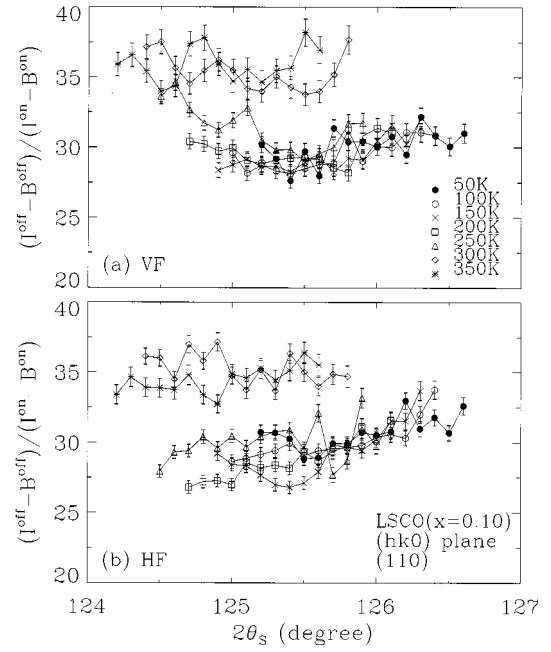 (I^off−B^off)/(I^on−B^on)
40
35
30
25
20
(a) VF
50K
100K
150K
200K
250K
300K
350K
(I^off−B^off)/(I^on B^on)
40
35
30
25
20
(b) HF
LSCO(x=0.10)
(hk0) plane
(110)
124
125
126
127
2θ_S (degree)